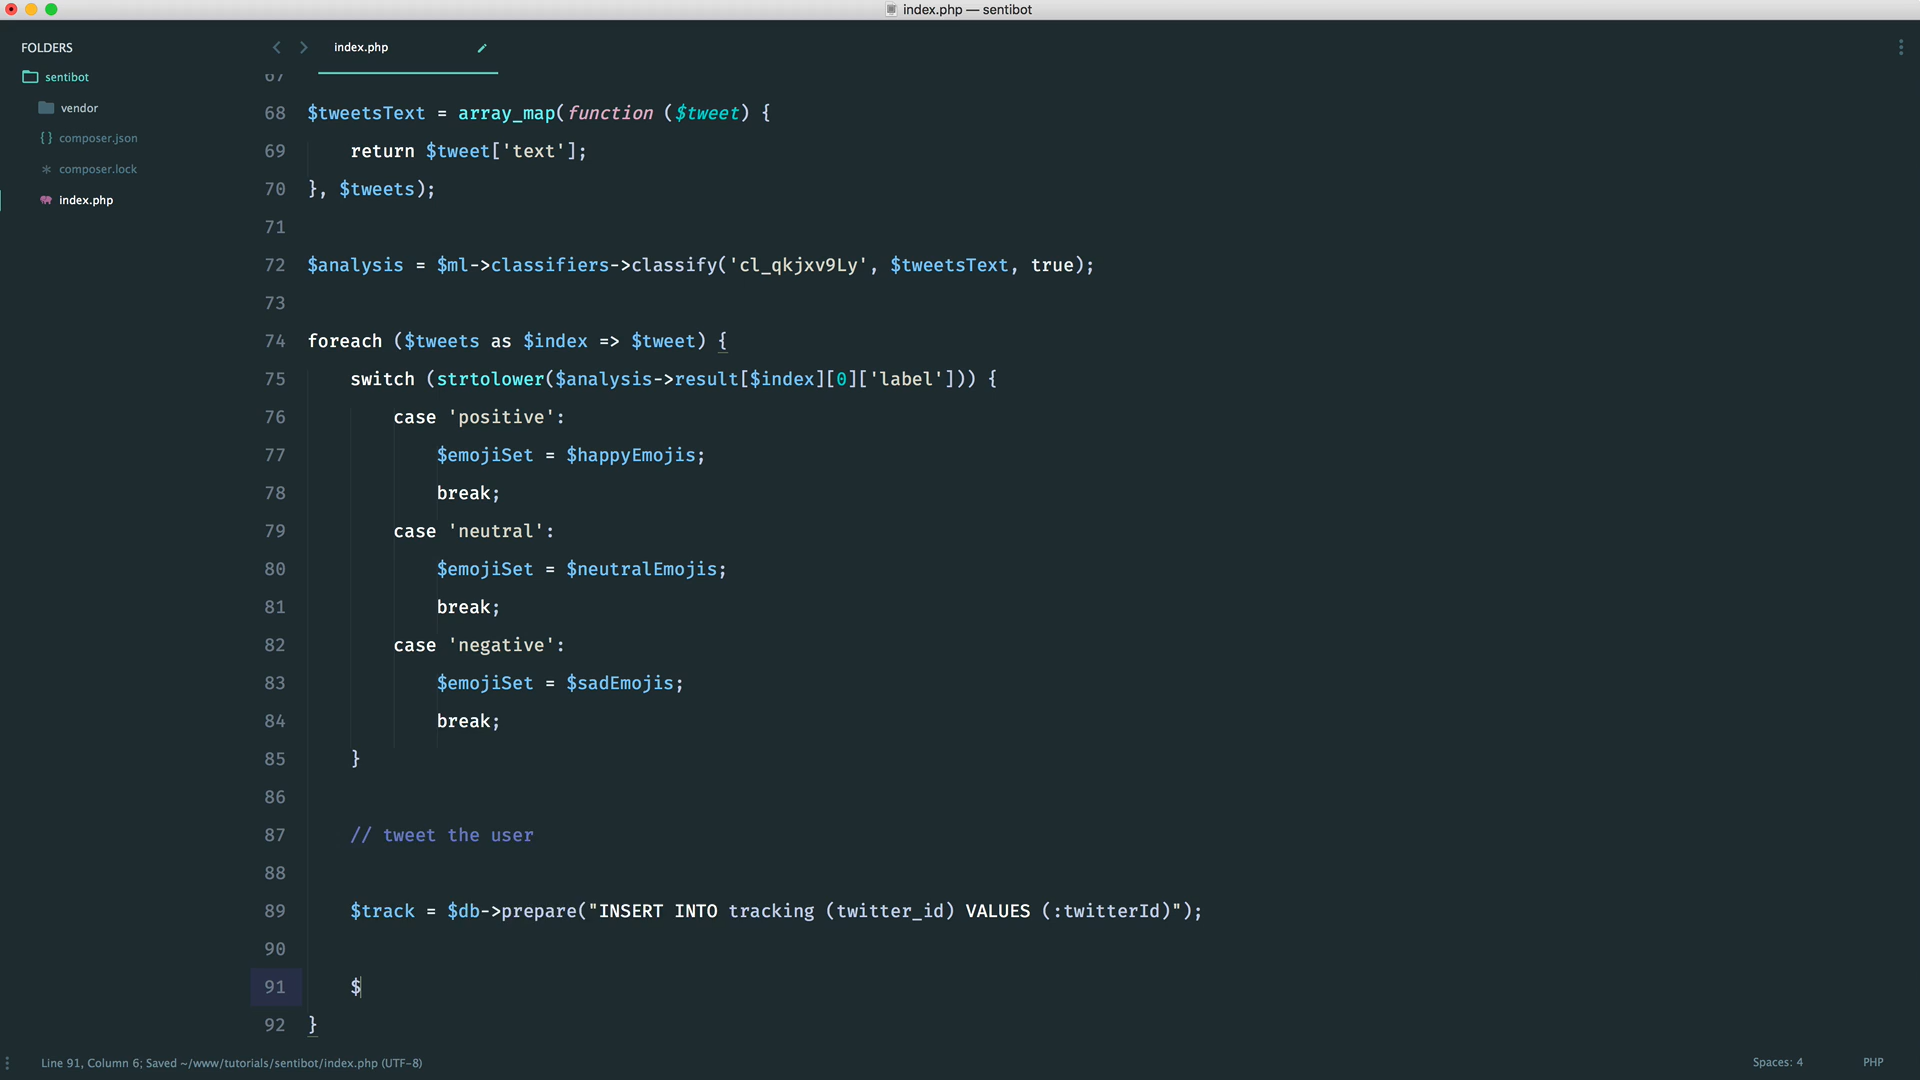 index.php — sentibot
FOLDERS
sentibot
vendor
{ } composer.json
* composer.lock
index.php
index.php
67
68 $tweetsText = array_map(function ($tweet) {
69 return $tweet['text'];
70 }, $tweets);
71
72 $analysis = $ml->classifiers->classify('cl_qkjxv9Ly', $tweetsText, true);
73
74 foreach ($tweets as $index => $tweet) {
75 switch (strtolower($analysis->result[$index][0]['label'])) {
76 case 'positive':
77 $emojiSet = $happyEmojis;
78 break;
79 case 'neutral':
80 $emojiSet = $neutralEmojis;
81 break;
82 case 'negative':
83 $emojiSet = $sadEmojis;
84 break;
85 }
86
87 // tweet the user
88
89 $track = $db->prepare("INSERT INTO tracking (twitter_id) VALUES (:twitterId)");
90
91 $
92 }
Line 91, Column 6; Saved ~/www/tutorials/sentibot/index.php (UTF-8)
Spaces: 4
PHP